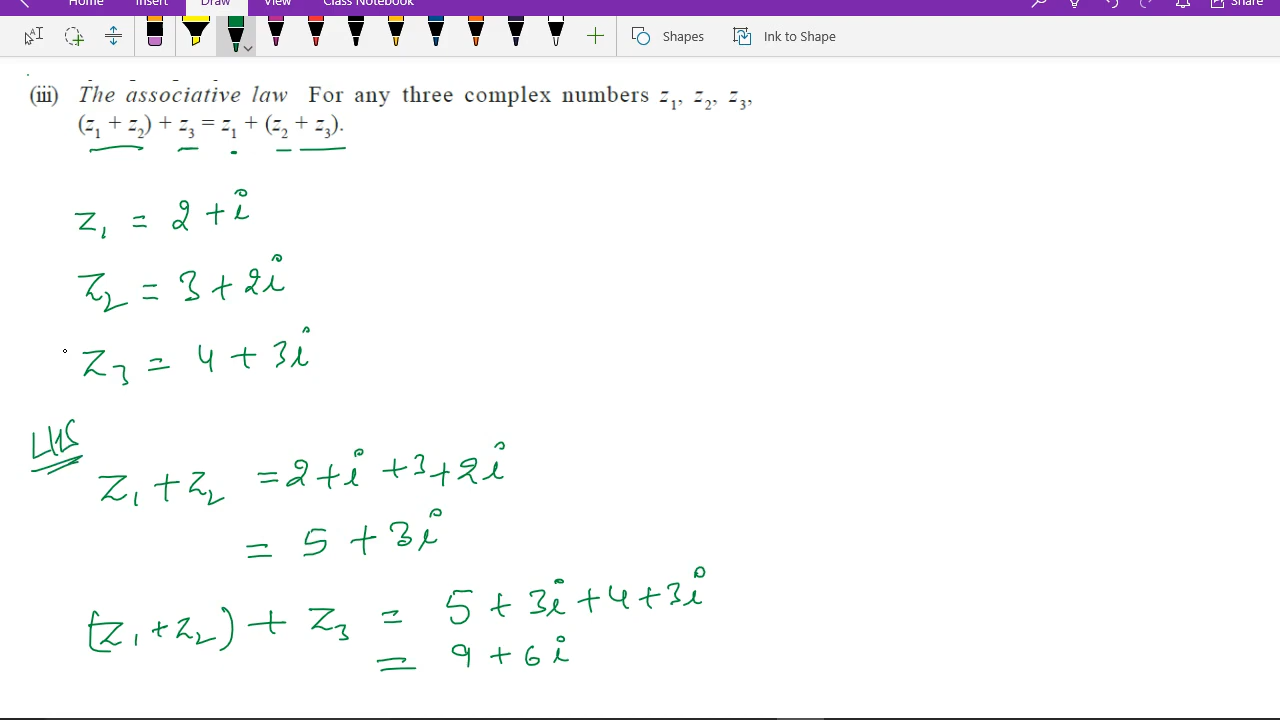 Home Insert Draw View Class Notebook Share
Shapes Ink to Shape
(iii) The associative law For any three complex numbers z₁, z₂, z₃,
(z₁ + z₂) + z₃ = z₁ + (z₂ + z₃).
z₁ = 2 + i
z₂ = 3 + 2i
z₃ = 4 + 3i
LHS
z₁ + z₂ = 2 + i + 3 + 2i
= 5 + 3i
(z₁ + z₂) + z₃ = 5 + 3i + 4 + 3i
= 9 + 6i